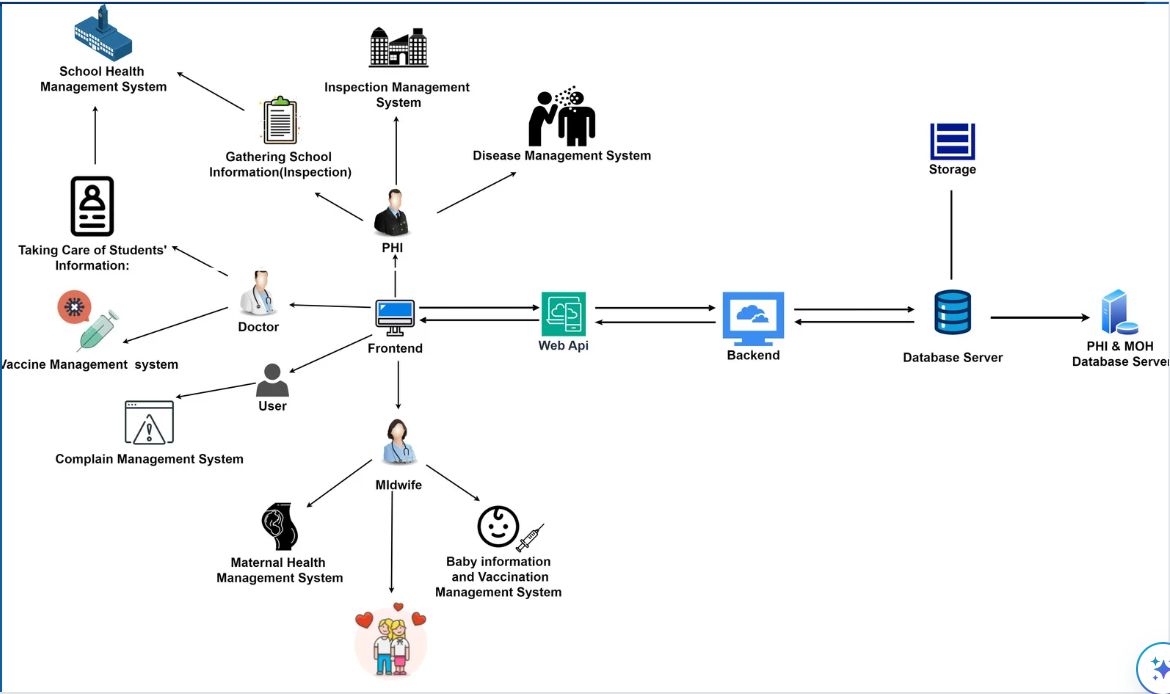 School Health
Management System
Inspection Management
System
Disease Management System
Gathering School
Information(Inspection)
Storage
PHI
Taking Care of Students'
Information:
Doctor
Frontend
Web Api
Backend
Database Server
PHI & MOH
Database Server
Vaccine Management system
User
Complain Management System
MIdwife
Maternal Health
Management System
Baby information
and Vaccination
Management System